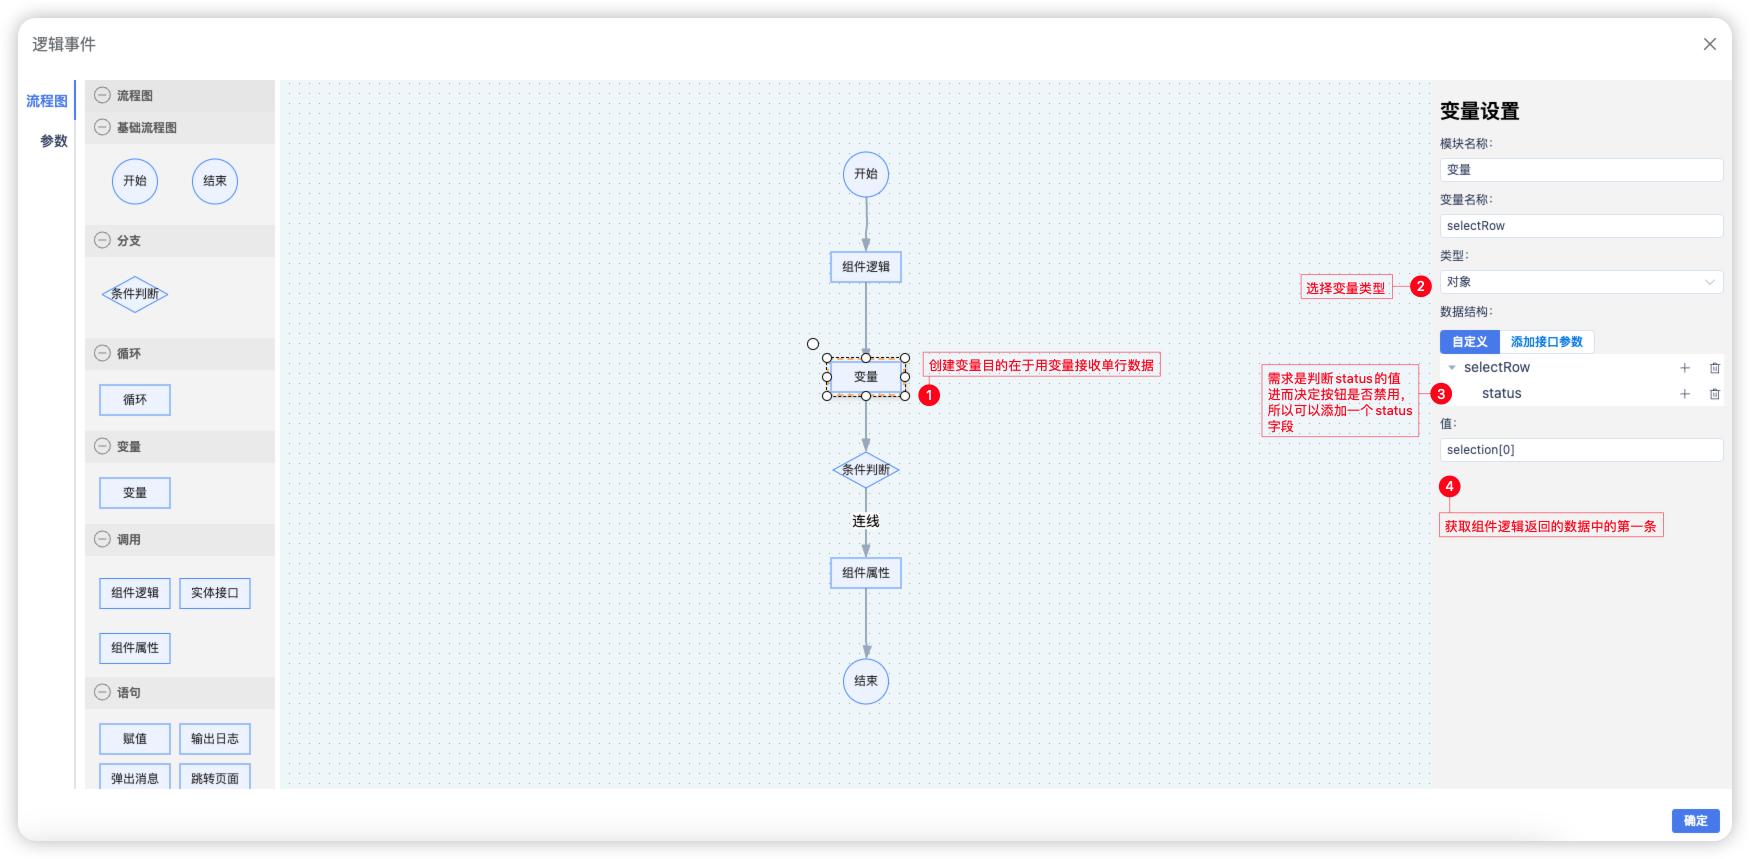 逻辑事件
流程图
参数
流程图
基础流程图
开始
结束
分支
条件判断
循环
循环
变量
变量
调用
组件逻辑
实体接口
组件属性
语句
赋值
输出日志
弹出消息
跳转页面
开始
组件逻辑
变量
创建变量目的在于用变量接收单行数据
1
条件判断
连线
组件属性
结束
变量设置
模块名称:
变量
变量名称:
selectRow
类型:
选择变量类型
2
对象
数据结构:
自定义
添加接口参数
selectRow
需求是判断status的值
进而决定按钮是否禁用,
所以可以添加一个status
字段
3
status
值:
selection[0]
4
获取组件逻辑返回的数据中的第一条
确定